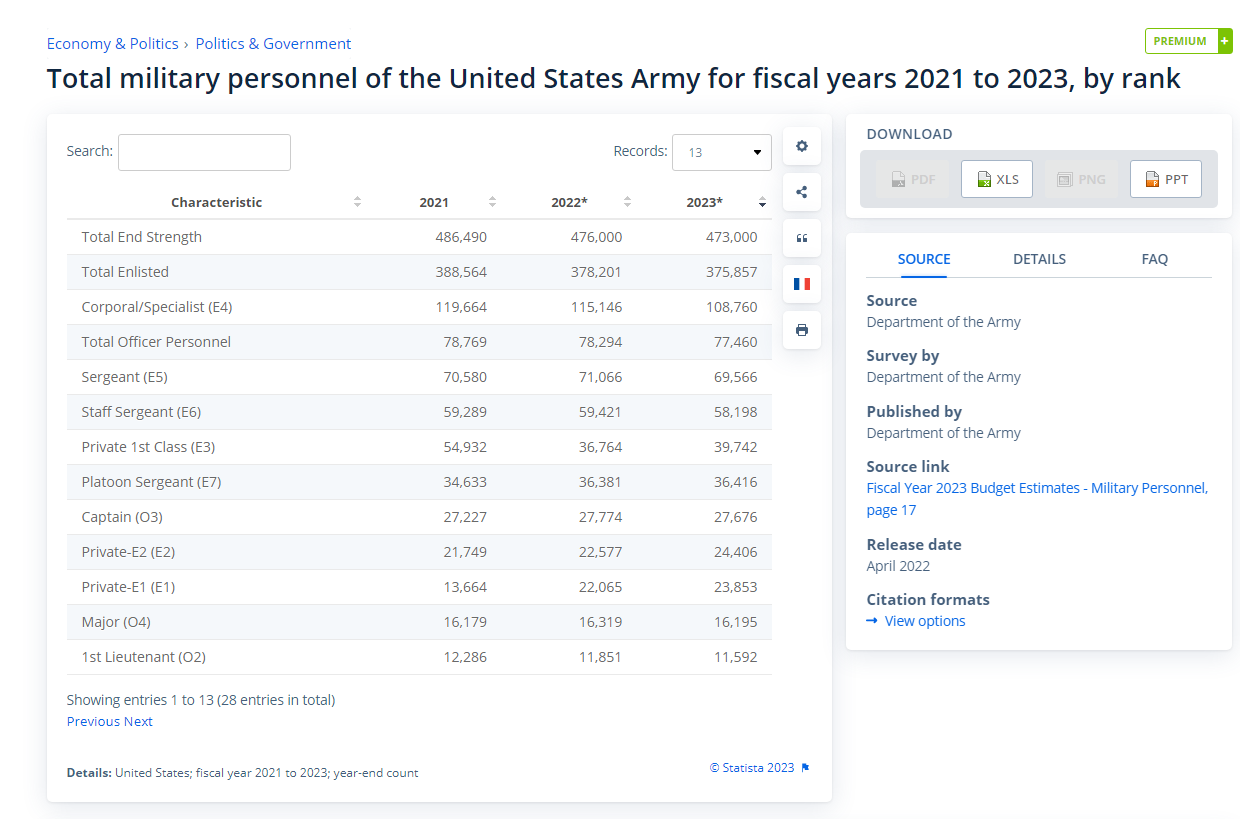 Economy & Politics › Politics & Government
PREMIUM +
Total military personnel of the United States Army for fiscal years 2021 to 2023, by rank
Search:
Records: 13
Characteristic 2021 2022* 2023*
Total End Strength 486,490 476,000 473,000
Total Enlisted 388,564 378,201 375,857
Corporal/Specialist (E4) 119,664 115,146 108,760
Total Officer Personnel 78,769 78,294 77,460
Sergeant (E5) 70,580 71,066 69,566
Staff Sergeant (E6) 59,289 59,421 58,198
Private 1st Class (E3) 54,932 36,764 39,742
Platoon Sergeant (E7) 34,633 36,381 36,416
Captain (O3) 27,227 27,774 27,676
Private-E2 (E2) 21,749 22,577 24,406
Private-E1 (E1) 13,664 22,065 23,853
Major (O4) 16,179 16,319 16,195
1st Lieutenant (O2) 12,286 11,851 11,592
Showing entries 1 to 13 (28 entries in total)
Previous Next
Details: United States; fiscal year 2021 to 2023; year-end count
© Statista 2023
DOWNLOAD
PDF XLS PNG PPT
SOURCE DETAILS FAQ
Source
Department of the Army
Survey by
Department of the Army
Published by
Department of the Army
Source link
Fiscal Year 2023 Budget Estimates - Military Personnel,
page 17
Release date
April 2022
Citation formats
→ View options